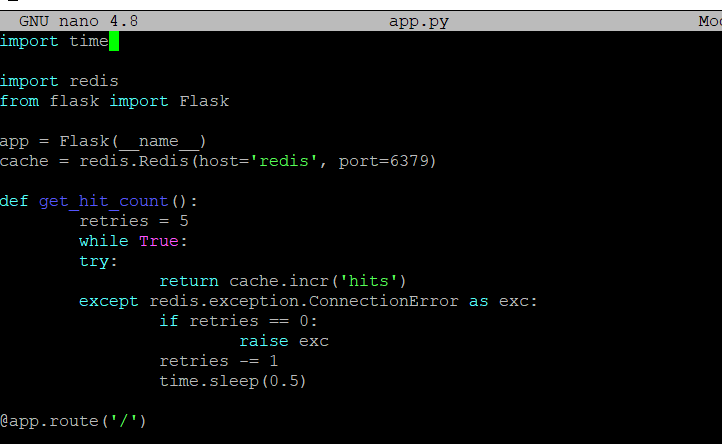 GNU nano 4.8 app.py
import time
import redis
from flask import Flask
app = Flask(__name__)
cache = redis.Redis(host='redis', port=6379)
def get_hit_count():
retries = 5
while True:
try:
return cache.incr('hits')
except redis.exception.ConnectionError as exc:
if retries == 0:
raise exc
retries -= 1
time.sleep(0.5)
@app.route('/')